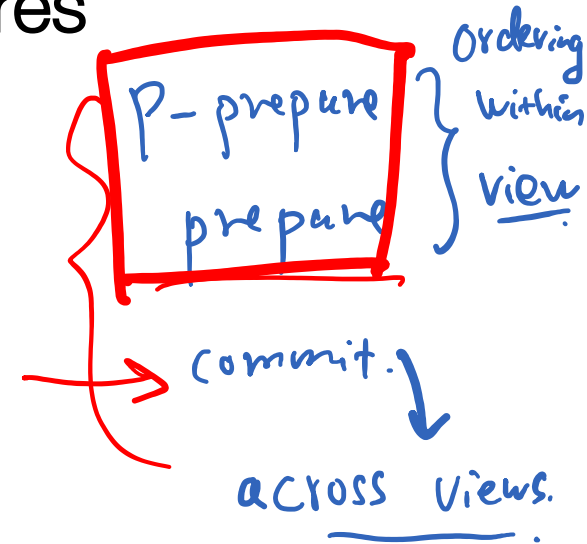 res
P-prepare
prepare
ordering
within
view
commit.
across views.